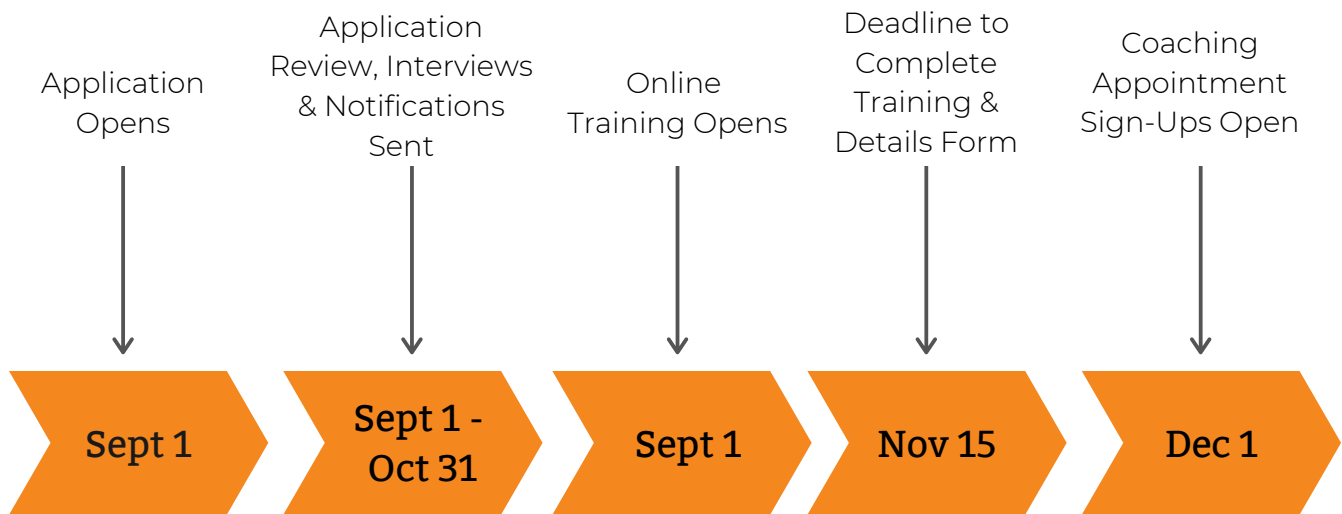 Application
Opens
Application
Review, Interviews
& Notifications
Sent
Online
Training Opens
Deadline to
Complete
Training &
Details Form
Coaching
Appointment
Sign-Ups Open
Sept 1
Sept 1 -
Oct 31
Sept 1
Nov 15
Dec 1